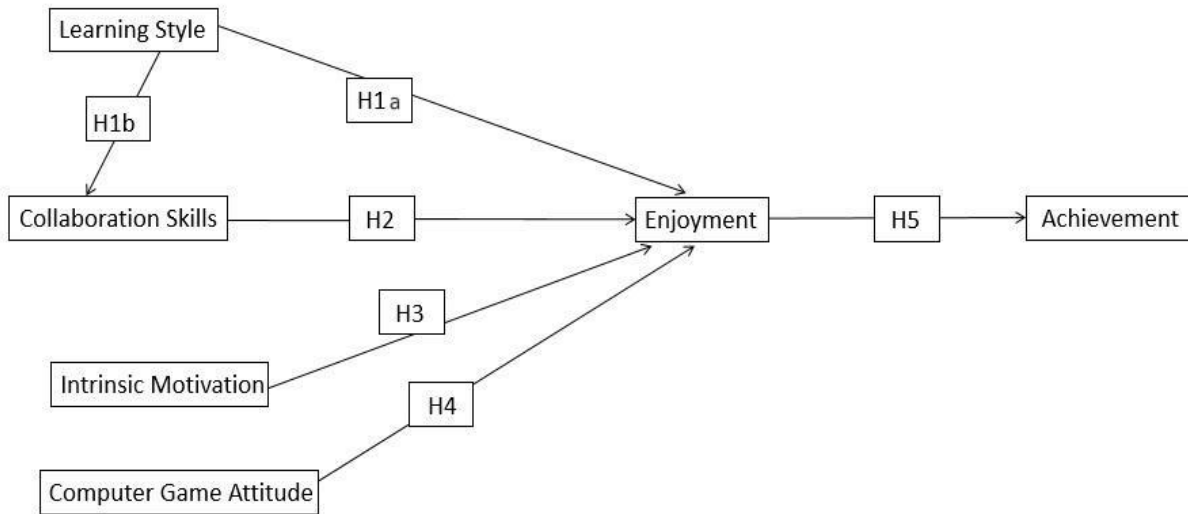 Learning Style
H1a
H1b
Collaboration Skills
H2
Enjoyment
H5
Achievement
H3
Intrinsic Motivation
H4
Computer Game Attitude